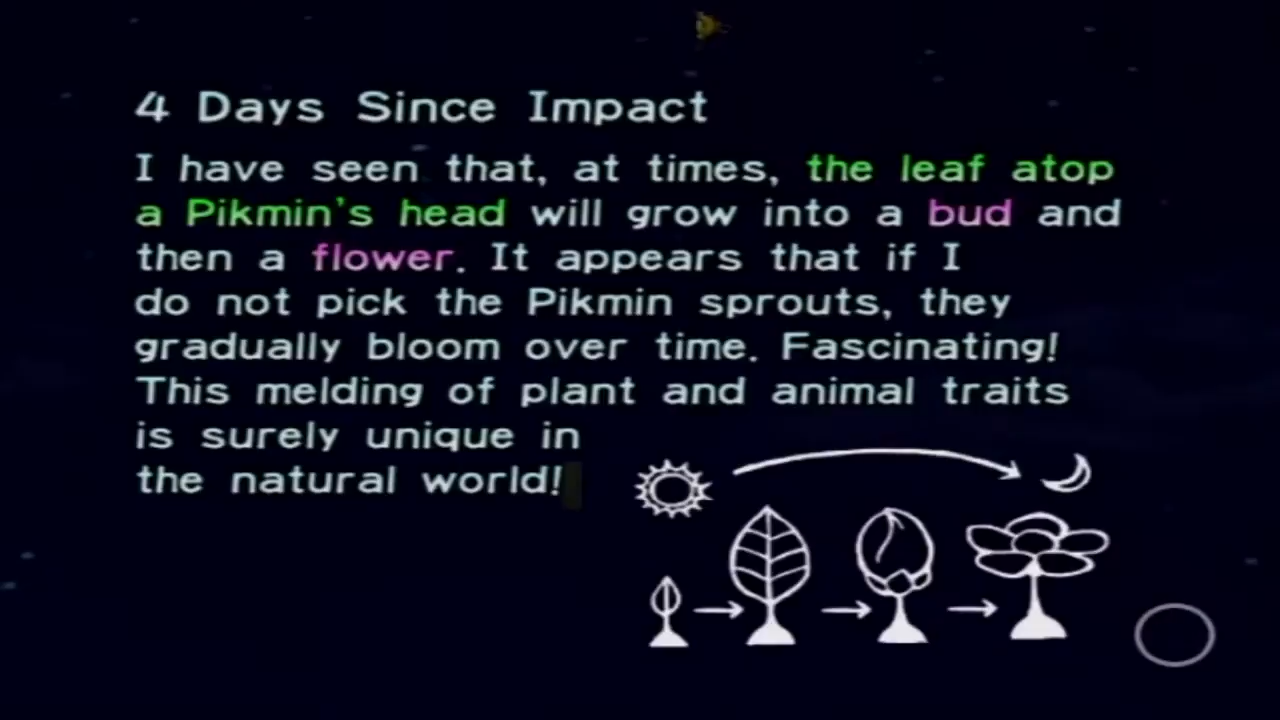 4 Days Since Impact
I have seen that, at times, the leaf atop
a Pikmin's head will grow into a bud and
then a flower. It appears that if I
do not pick the Pikmin sprouts, they
gradually bloom over time. Fascinating!
This melding of plant and animal traits
is surely unique in
the natural world!